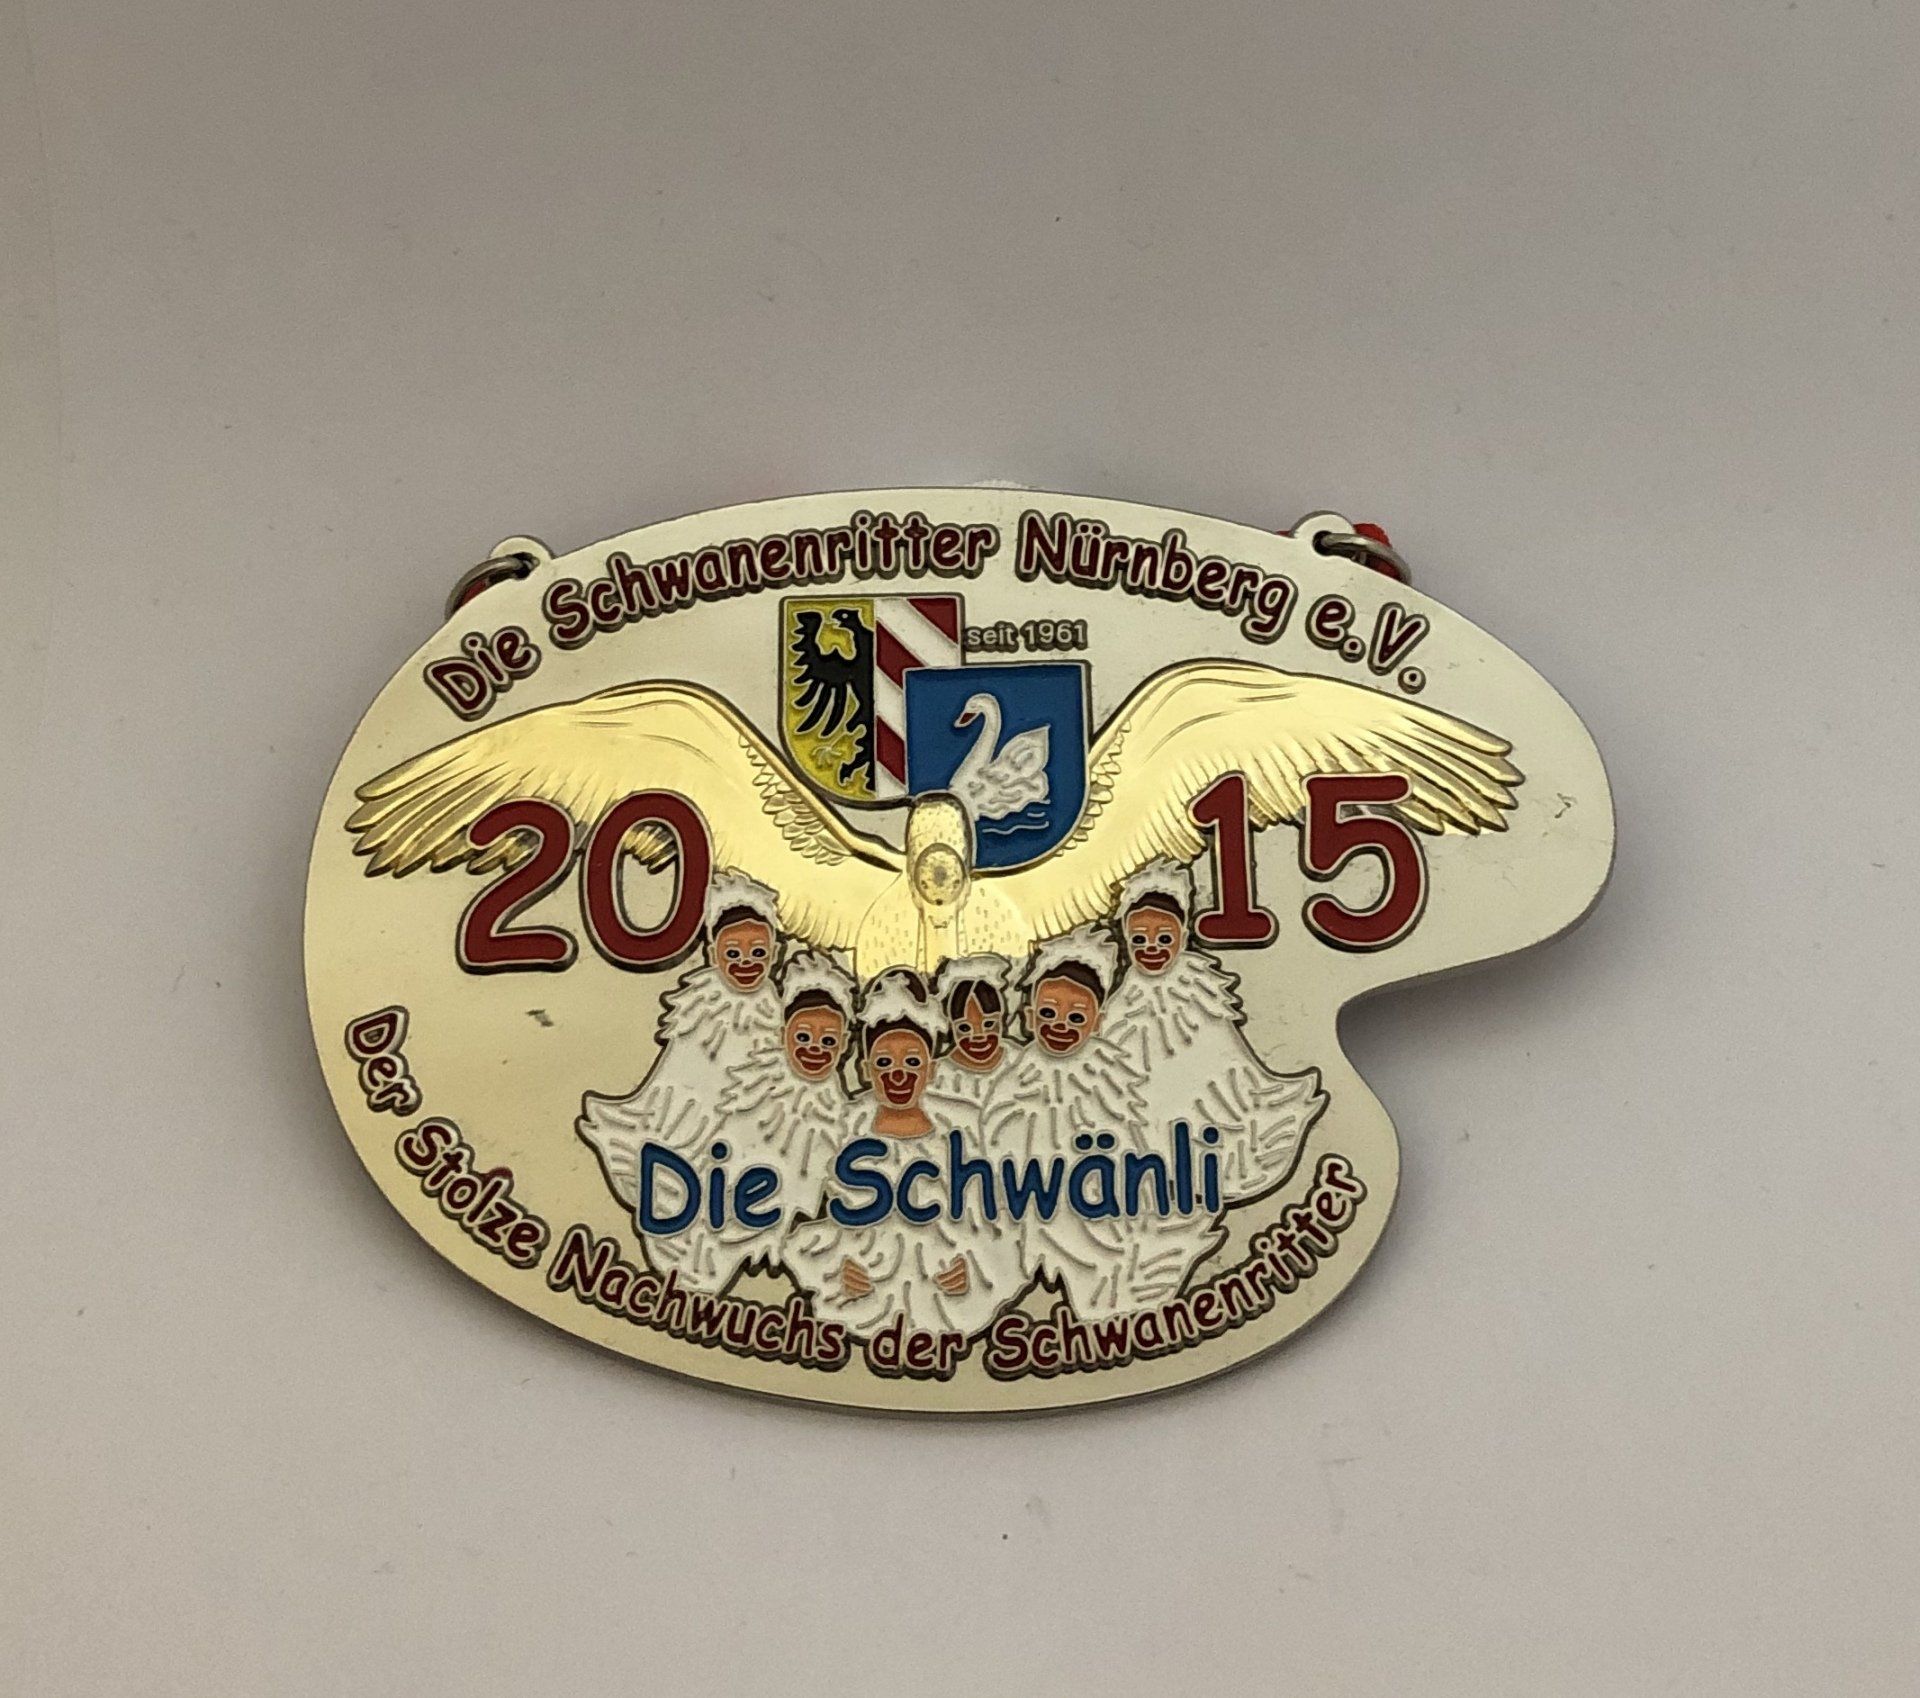 Die Schwanenritter Nürnberg e.V.
seit 1961
2015
Die Schwänli
Der Stolze Nachwuchs der Schwanenritter